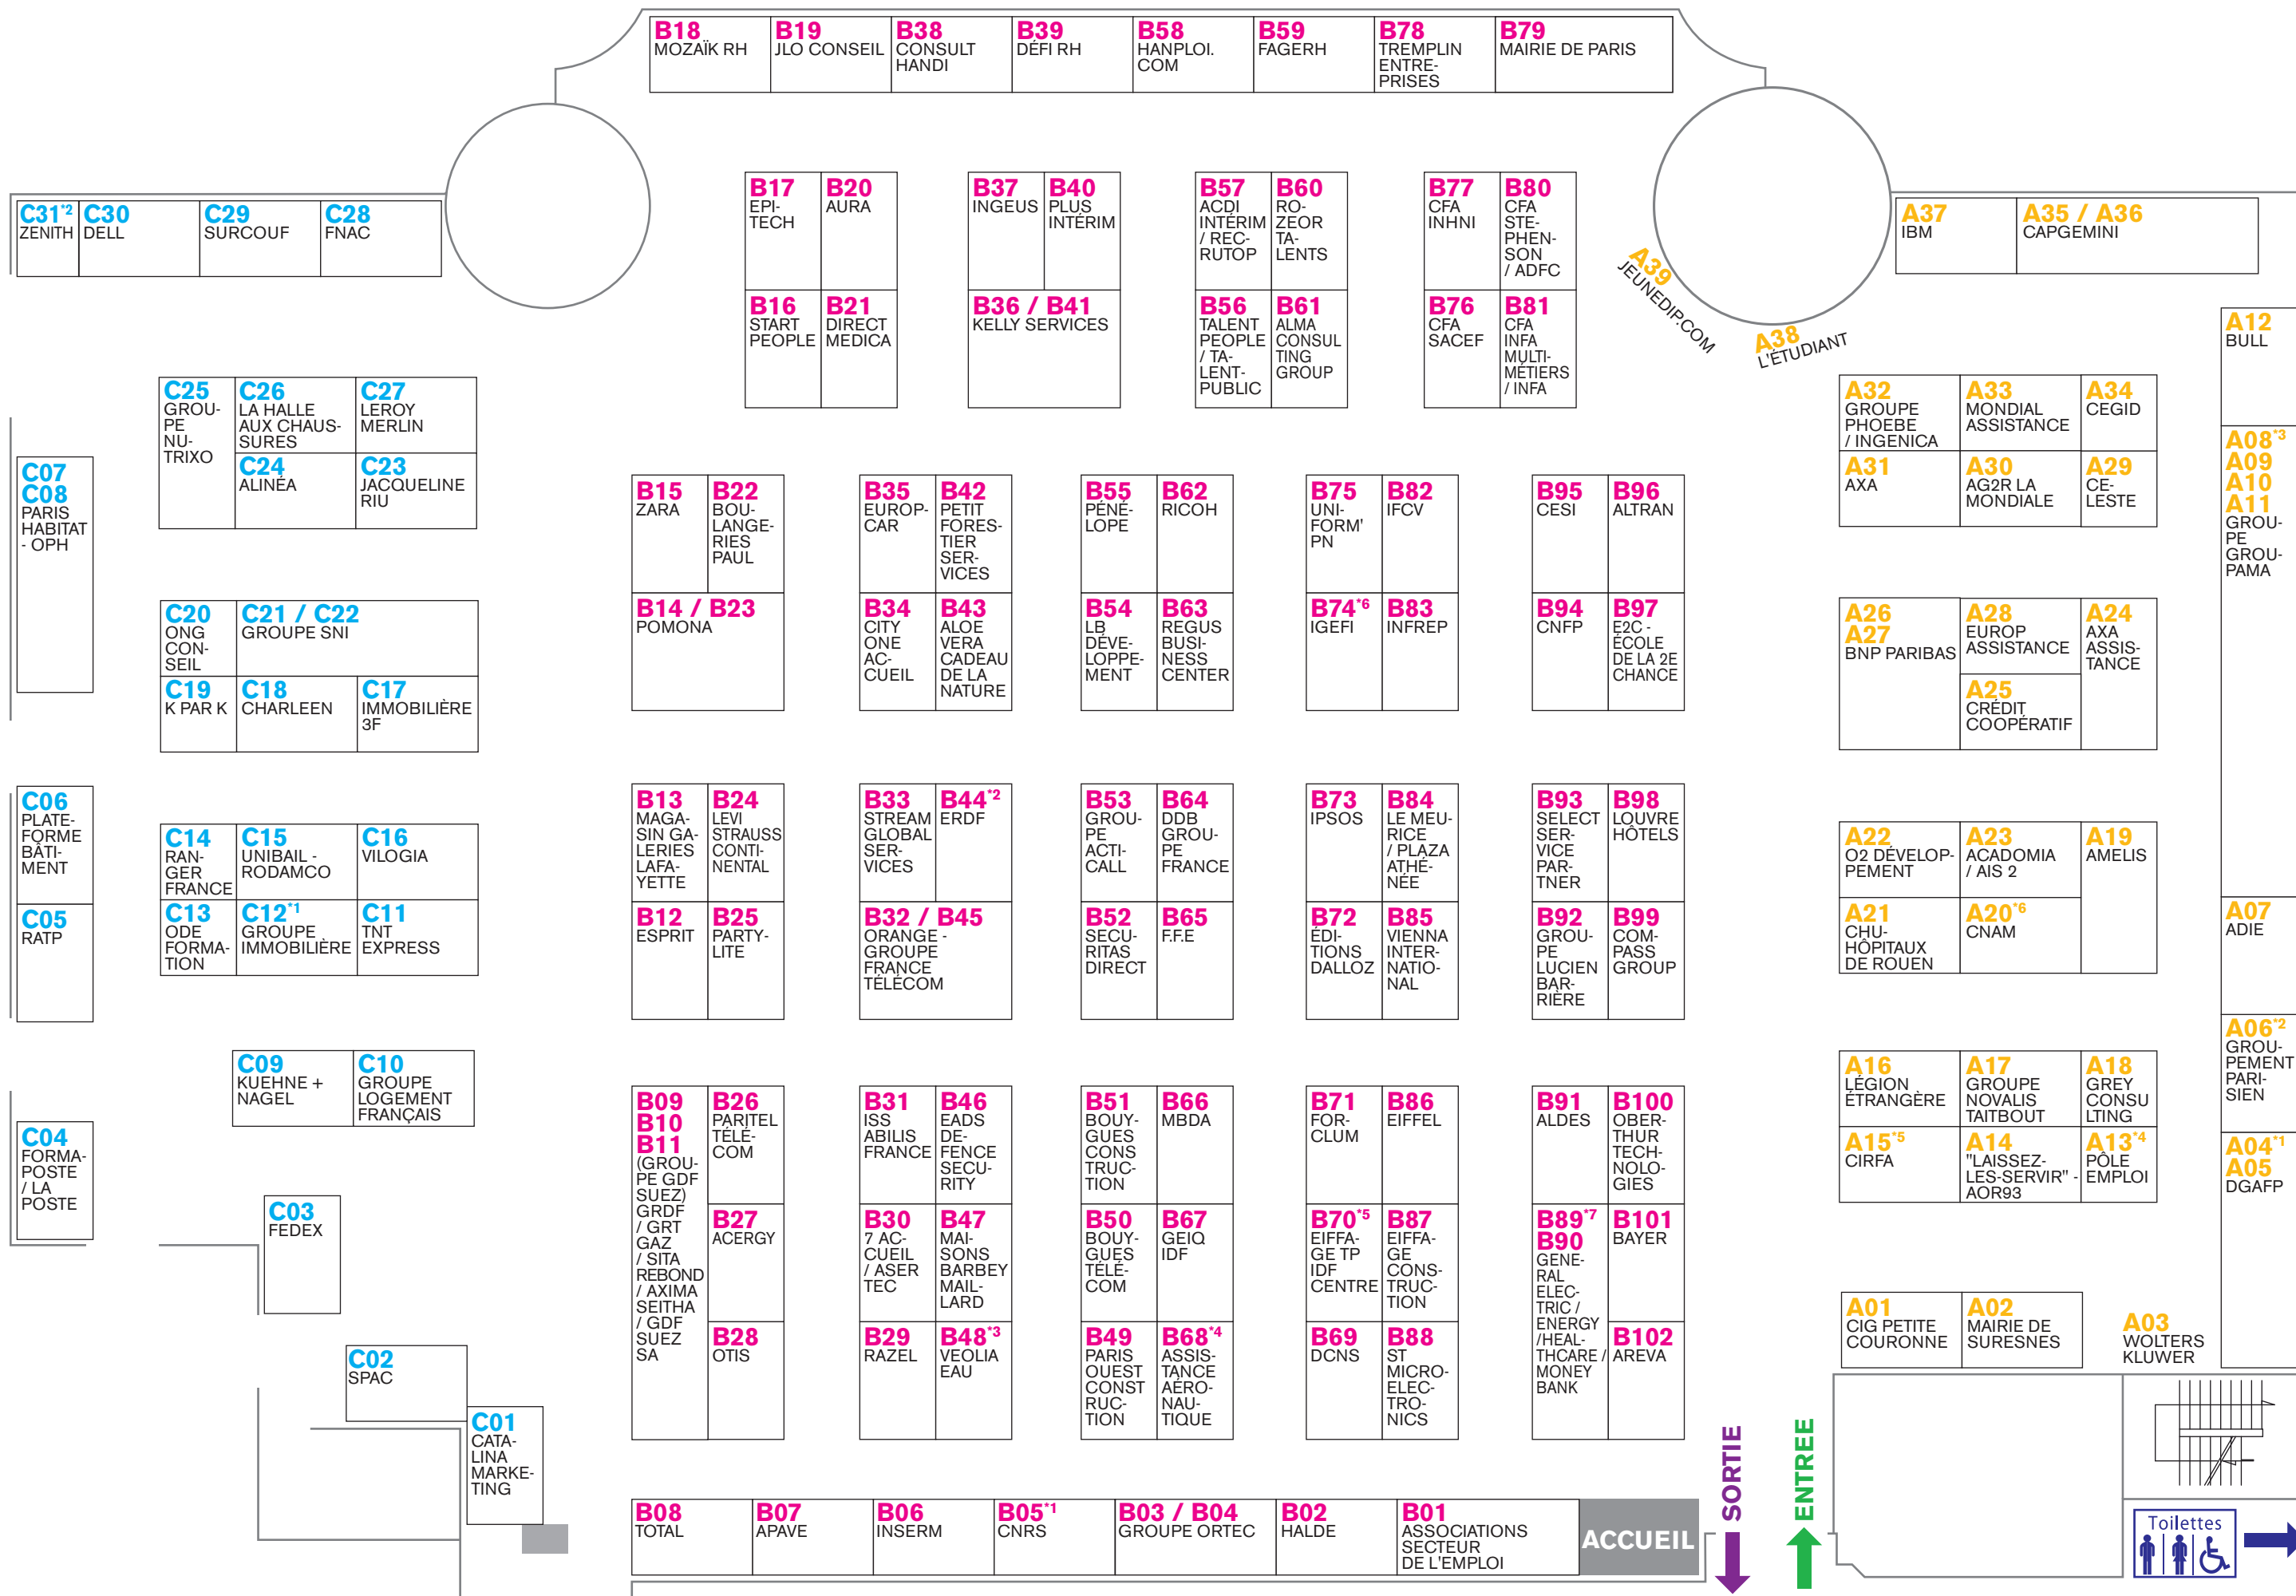 B18
MOZAÏK RH
B19
JLO CONSEIL
B38
CONSULT
HANDI
B39
DÉFI RH
B58
HANPLOI.
COM
B59
FAGERH
B78
TREMPLIN
ENTRE-
PRISES
B79
MAIRIE DE PARIS
C31*2
ZENITH
C30
DELL
C29
SURCOUF
C28
FNAC
B17
EPI-
TECH
B20
AURA
B16
START
PEOPLE
B21
DIRECT
MEDICA
B37
INGEUS
B40
PLUS
INTÉRIM
B36 / B41
KELLY SERVICES
B57
ACDI
INTÉRIM
/ REC-
RUTOP
B60
RO-
ZEOR
TA-
LENTS
B56
TALENT
PEOPLE
/ TA-
LENT-
PUBLIC
B61
ALMA
CONSUL
TING
GROUP
B77
CFA
INHNI
B80
CFA
STE-
PHEN-
SON
/ ADFC
B76
CFA
SACEF
B81
CFA
INFA
MULTI-
MÉTIERS
/ INFA
A39
JEUNEDIP.COM
A38
L'ÉTUDIANT
A37
IBM
A35 / A36
CAPGEMINI
A12
BULL
A08*3
A09
A10
A11
GROU-
PE
GROU-
PAMA
A07
ADIE
A06*2
GROU-
PEMENT
PARI-
SIEN
A04*1
A05
DGAFP
C25
GROU-
PE
NU-
TRIXO
C26
LA HALLE
AUX CHAUS-
SURES
C27
LEROY
MERLIN
C24
ALINÉA
C23
JACQUELINE
RIU
C07
C08
PARIS
HABITAT
- OPH
C20
ONG
CON-
SEIL
C21 / C22
GROUPE SNI
C19
K PAR K
C18
CHARLEEN
C17
IMMOBILIÈRE
3F
C06
PLATE-
FORME
BÂTI-
MENT
C05
RATP
C14
RAN-
GER
FRANCE
C15
UNIBAIL -
RODAMCO
C16
VILOGIA
C13
ODE
FORMA-
TION
C12*1
GROUPE
IMMOBILIÈRE
C11
TNT
EXPRESS
C09
KUEHNE +
NAGEL
C10
GROUPE
LOGEMENT
FRANÇAIS
C04
FORMA-
POSTE
/ LA
POSTE
C03
FEDEX
C02
SPAC
C01
CATA-
LINA
MARKE-
TING
B15
ZARA
B22
BOU-
LANGE-
RIES
PAUL
B14 / B23
POMONA
B35
EUROP-
CAR
B42
PETIT
FORES-
TIER
SER-
VICES
B34
CITY
ONE
AC-
CUEIL
B43
ALOE
VERA
CADEAU
DE LA
NATURE
B55
PÉNÉ-
LOPE
B62
RICOH
B54
LB
DÉVE-
LOPPE-
MENT
B63
REGUS
BUSI-
NESS
CENTER
B75
UNI-
FORM'
PN
B82
IFCV
B74*6
IGEFI
B83
INFREP
B95
CESI
B96
ALTRAN
B94
CNFP
B97
E2C -
ÉCOLE
DE LA 2E
CHANCE
A32
GROUPE
PHOEBE
/ INGENICA
A33
MONDIAL
ASSISTANCE
A34
CEGID
A31
AXA
A30
AG2R LA
MONDIALE
A29
CE-
LESTE
A26
A27
BNP PARIBAS
A28
EUROP
ASSISTANCE
A24
AXA
ASSIS-
TANCE
A25
CRÉDIT
COOPÉRATIF
B13
MAGA-
SIN GA-
LERIES
LAFA-
YETTE
B24
LEVI
STRAUSS
CONTI-
NENTAL
B12
ESPRIT
B25
PARTY-
LITE
B33
STREAM
GLOBAL
SER-
VICES
B44*2
ERDF
B32 / B45
ORANGE -
GROUPE
FRANCE
TÉLÉCOM
B53
GROU-
PE
ACTI-
CALL
B64
DDB
GROU-
PE
FRANCE
B52
SECU-
RITAS
DIRECT
B65
F.F.E
B73
IPSOS
B84
LE MEU-
RICE
/ PLAZA
ATHÉ-
NÉE
B72
ÉDI-
TIONS
DALLOZ
B85
VIENNA
INTER-
NATIO-
NAL
B93
SELECT
SER-
VICE
PAR-
TNER
B98
LOUVRE
HÔTELS
B92
GROU-
PE
LUCIEN
BAR-
RIÈRE
B99
COM-
PASS
GROUP
A22
O2 DÉVELOP-
PEMENT
A23
ACADOMIA
/ AIS 2
A19
AMELIS
A21
CHU-
HÔPITAUX
DE ROUEN
A20*6
CNAM
B09
B10
B11
(GROU-
PE GDF
SUEZ)
GRDF
/ GRT
GAZ
/ SITA
REBOND
/ AXIMA
SEITHA
/ GDF
SUEZ
SA
B26
PARITEL
TÉLÉ-
COM
B27
ACERGY
B28
OTIS
B31
ISS
ABILIS
FRANCE
B46
EADS
DE-
FENCE
SECU-
RITY
B30
7 AC-
CUEIL
/ ASER
TEC
B47
MAI-
SONS
BARBEY
MAIL-
LARD
B29
RAZEL
B48*3
VEOLIA
EAU
B51
BOUY-
GUES
CONS
TRUC-
TION
B66
MBDA
B50
BOUY-
GUES
TÉLÉ-
COM
B67
GEIQ
IDF
B49
PARIS
OUEST
CONST
RUC-
TION
B68*4
ASSIS-
TANCE
AÉRO-
NAU-
TIQUE
B71
FOR-
CLUM
B86
EIFFEL
B70*5
EIFFA-
GE TP
IDF
CENTRE
B87
EIFFA-
GE
CONS-
TRUC-
TION
B69
DCNS
B88
ST
MICRO-
ELEC-
TRO-
NICS
B91
ALDES
B100
OBER-
THUR
TECH-
NOLO-
GIES
B89*7
B90
GENE-
RAL
ELEC-
TRIC /
ENERGY
/HEAL-
THCARE /
MONEY
BANK
B101
BAYER
B102
AREVA
A16
LÉGION
ÉTRANGÈRE
A17
GROUPE
NOVALIS
TAITBOUT
A18
GREY
CONSU
LTING
A15*5
CIRFA
A14
"LAISSEZ-
LES-SERVIR" -
AOR93
A13*4
PÔLE
EMPLOI
A01
CIG PETITE
COURONNE
A02
MAIRIE DE
SURESNES
A03
WOLTERS
KLUWER
B08
TOTAL
B07
APAVE
B06
INSERM
B05*1
CNRS
B03 / B04
GROUPE ORTEC
B02
HALDE
B01
ASSOCIATIONS
SECTEUR
DE L'EMPLOI
ACCUEIL
SORTIE
ENTREE
Toilettes